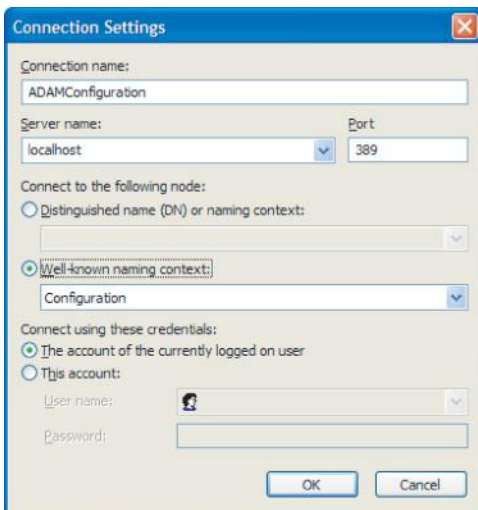 Connection Settings
Connection name:
ADAMConfiguration
Server name: Port
localhost 389
Connect to the following node:
Distinguished name (DN) or naming context:
Well-known naming context:
Configuration
Connect using these credentials:
The account of the currently logged on user
This account:
User name:
Password:
OK Cancel